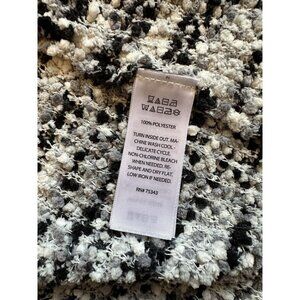 100% POLYESTER
TURN INSIDE OUT. MA-
CHINE WASH COOL -
DELICATE CYCLE.
NON-CHLORINE BLEACH
WHEN NEEDED. RE-
SHAPE AND DRY FLAT.
LOW IRON IF NEEDED.
RN# 71343